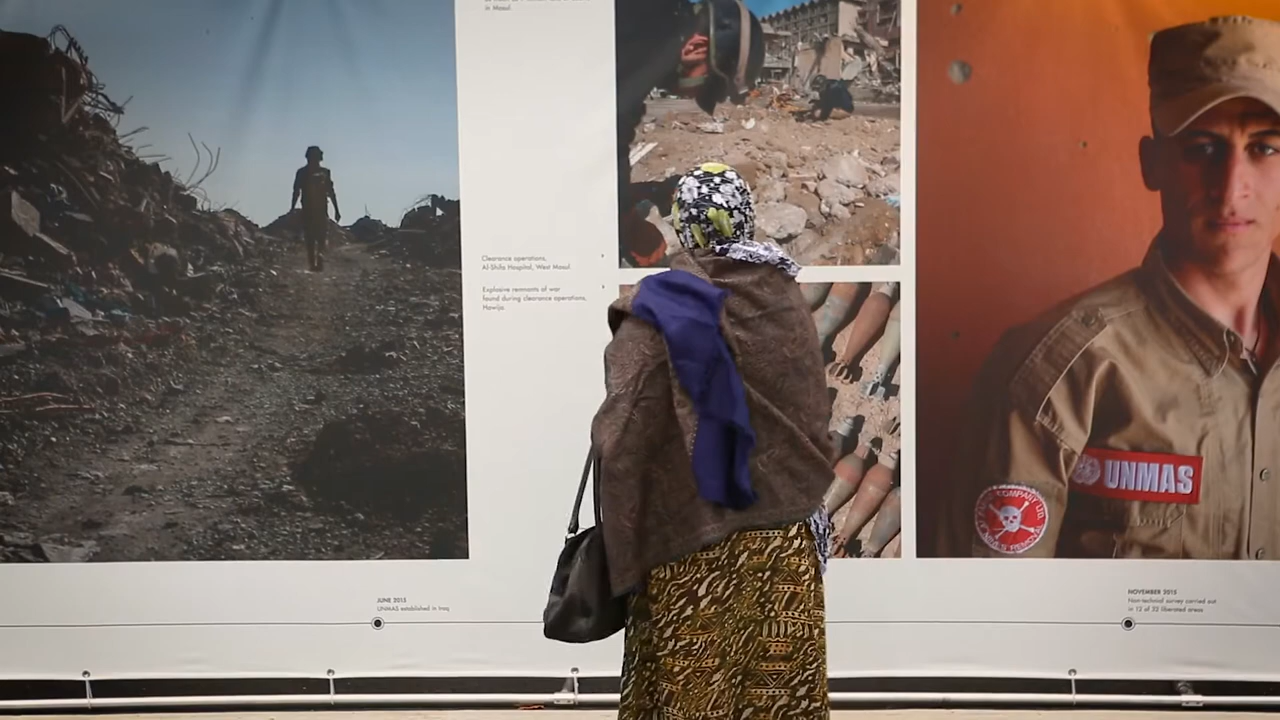 in Mosul.
Clearance operations,
Al-Shifa Hospital, West Mosul
Explosive remnants of war
found during clearance operations,
Hawija.
UNMAS
JUNE 2015
UNMAS established in Iraq
NOVEMBER 2015
Non-technical survey carried out
in 12 of 22 liberated areas